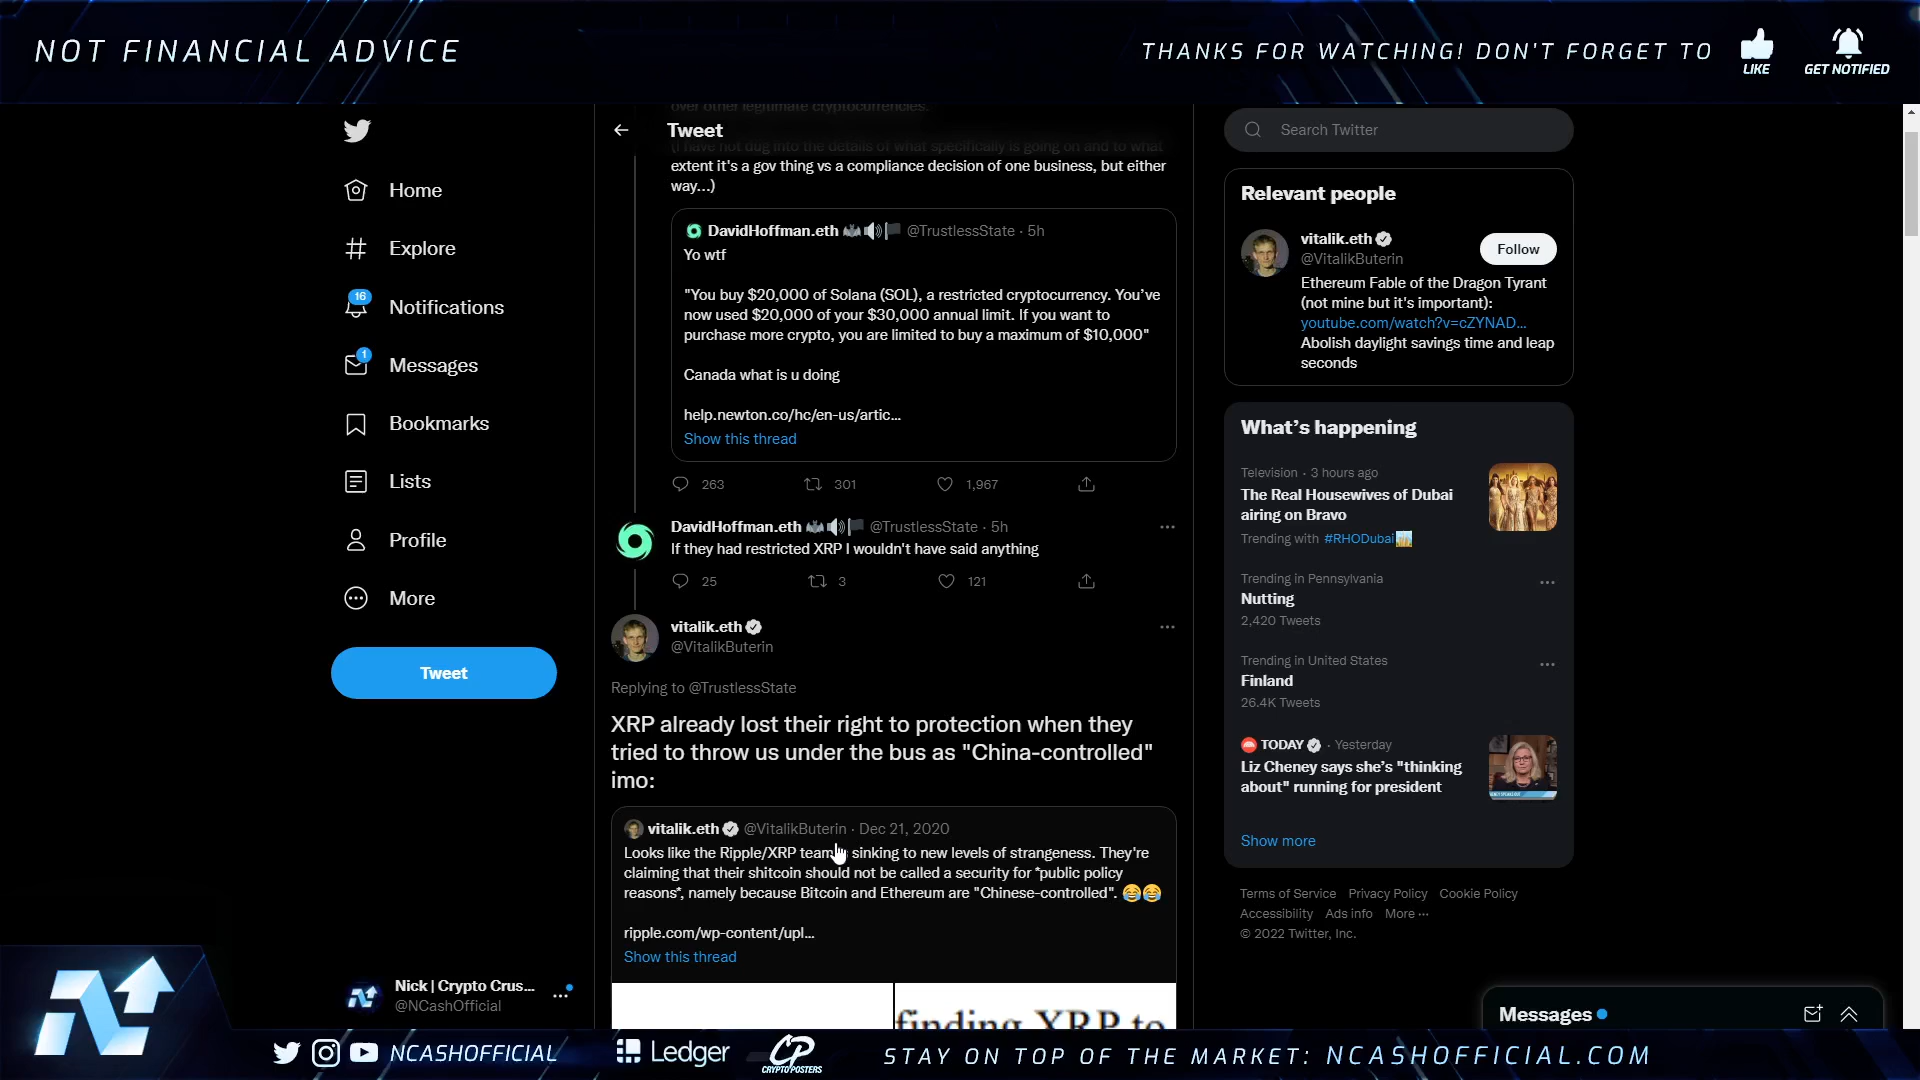 NOT FINANCIAL ADVICE
THANKS FOR WATCHING! DON'T FORGET TO
LIKE
GET NOTIFIED
Home
Explore
16
Notifications
1
Messages
Bookmarks
Lists
Profile
More
Tweet
Nick | Crypto Crus...
@NCashOfficial
over other legitimate cryptocurrencies.
Tweet
(I have not dug into the details of what specifically is going on and to what
extent it's a gov thing vs a compliance decision of one business, but either
way...)
DavidHoffman.eth @TrustlessState · 5h
Yo wtf
"You buy $20,000 of Solana (SOL), a restricted cryptocurrency. You've
now used $20,000 of your $30,000 annual limit. If you want to
purchase more crypto, you are limited to buy a maximum of $10,000"
Canada what is u doing
help.newton.co/hc/en-us/artic...
Show this thread
263 301 1,967
DavidHoffman.eth @TrustlessState · 5h
If they had restricted XRP I wouldn't have said anything
25 3 121
vitalik.eth
@VitalikButerin
Replying to @TrustlessState
XRP already lost their right to protection when they
tried to throw us under the bus as "China-controlled"
imo:
vitalik.eth @VitalikButerin · Dec 21, 2020
Looks like the Ripple/XRP team sinking to new levels of strangeness. They're
claiming that their shitcoin should not be called a security for *public policy
reasons*, namely because Bitcoin and Ethereum are "Chinese-controlled". 😂😂
ripple.com/wp-content/upl...
Show this thread
finding XRP to
Search Twitter
Relevant people
vitalik.eth
@VitalikButerin
Follow
Ethereum Fable of the Dragon Tyrant
(not mine but it's important):
youtube.com/watch?v=cZYNAD...
Abolish daylight savings time and leap
seconds
What's happening
Television · 3 hours ago
The Real Housewives of Dubai
airing on Bravo
Trending with #RHODubai
Trending in Pennsylvania
Nutting
2,420 Tweets
Trending in United States
Finland
26.4K Tweets
TODAY · Yesterday
Liz Cheney says she's "thinking
about" running for president
Show more
Terms of Service Privacy Policy Cookie Policy
Accessibility Ads info More ···
© 2022 Twitter, Inc.
Messages
NCASHOFFICIAL
Ledger
CP
CRYPTOPOSTERS
STAY ON TOP OF THE MARKET: NCASHOFFICIAL.COM